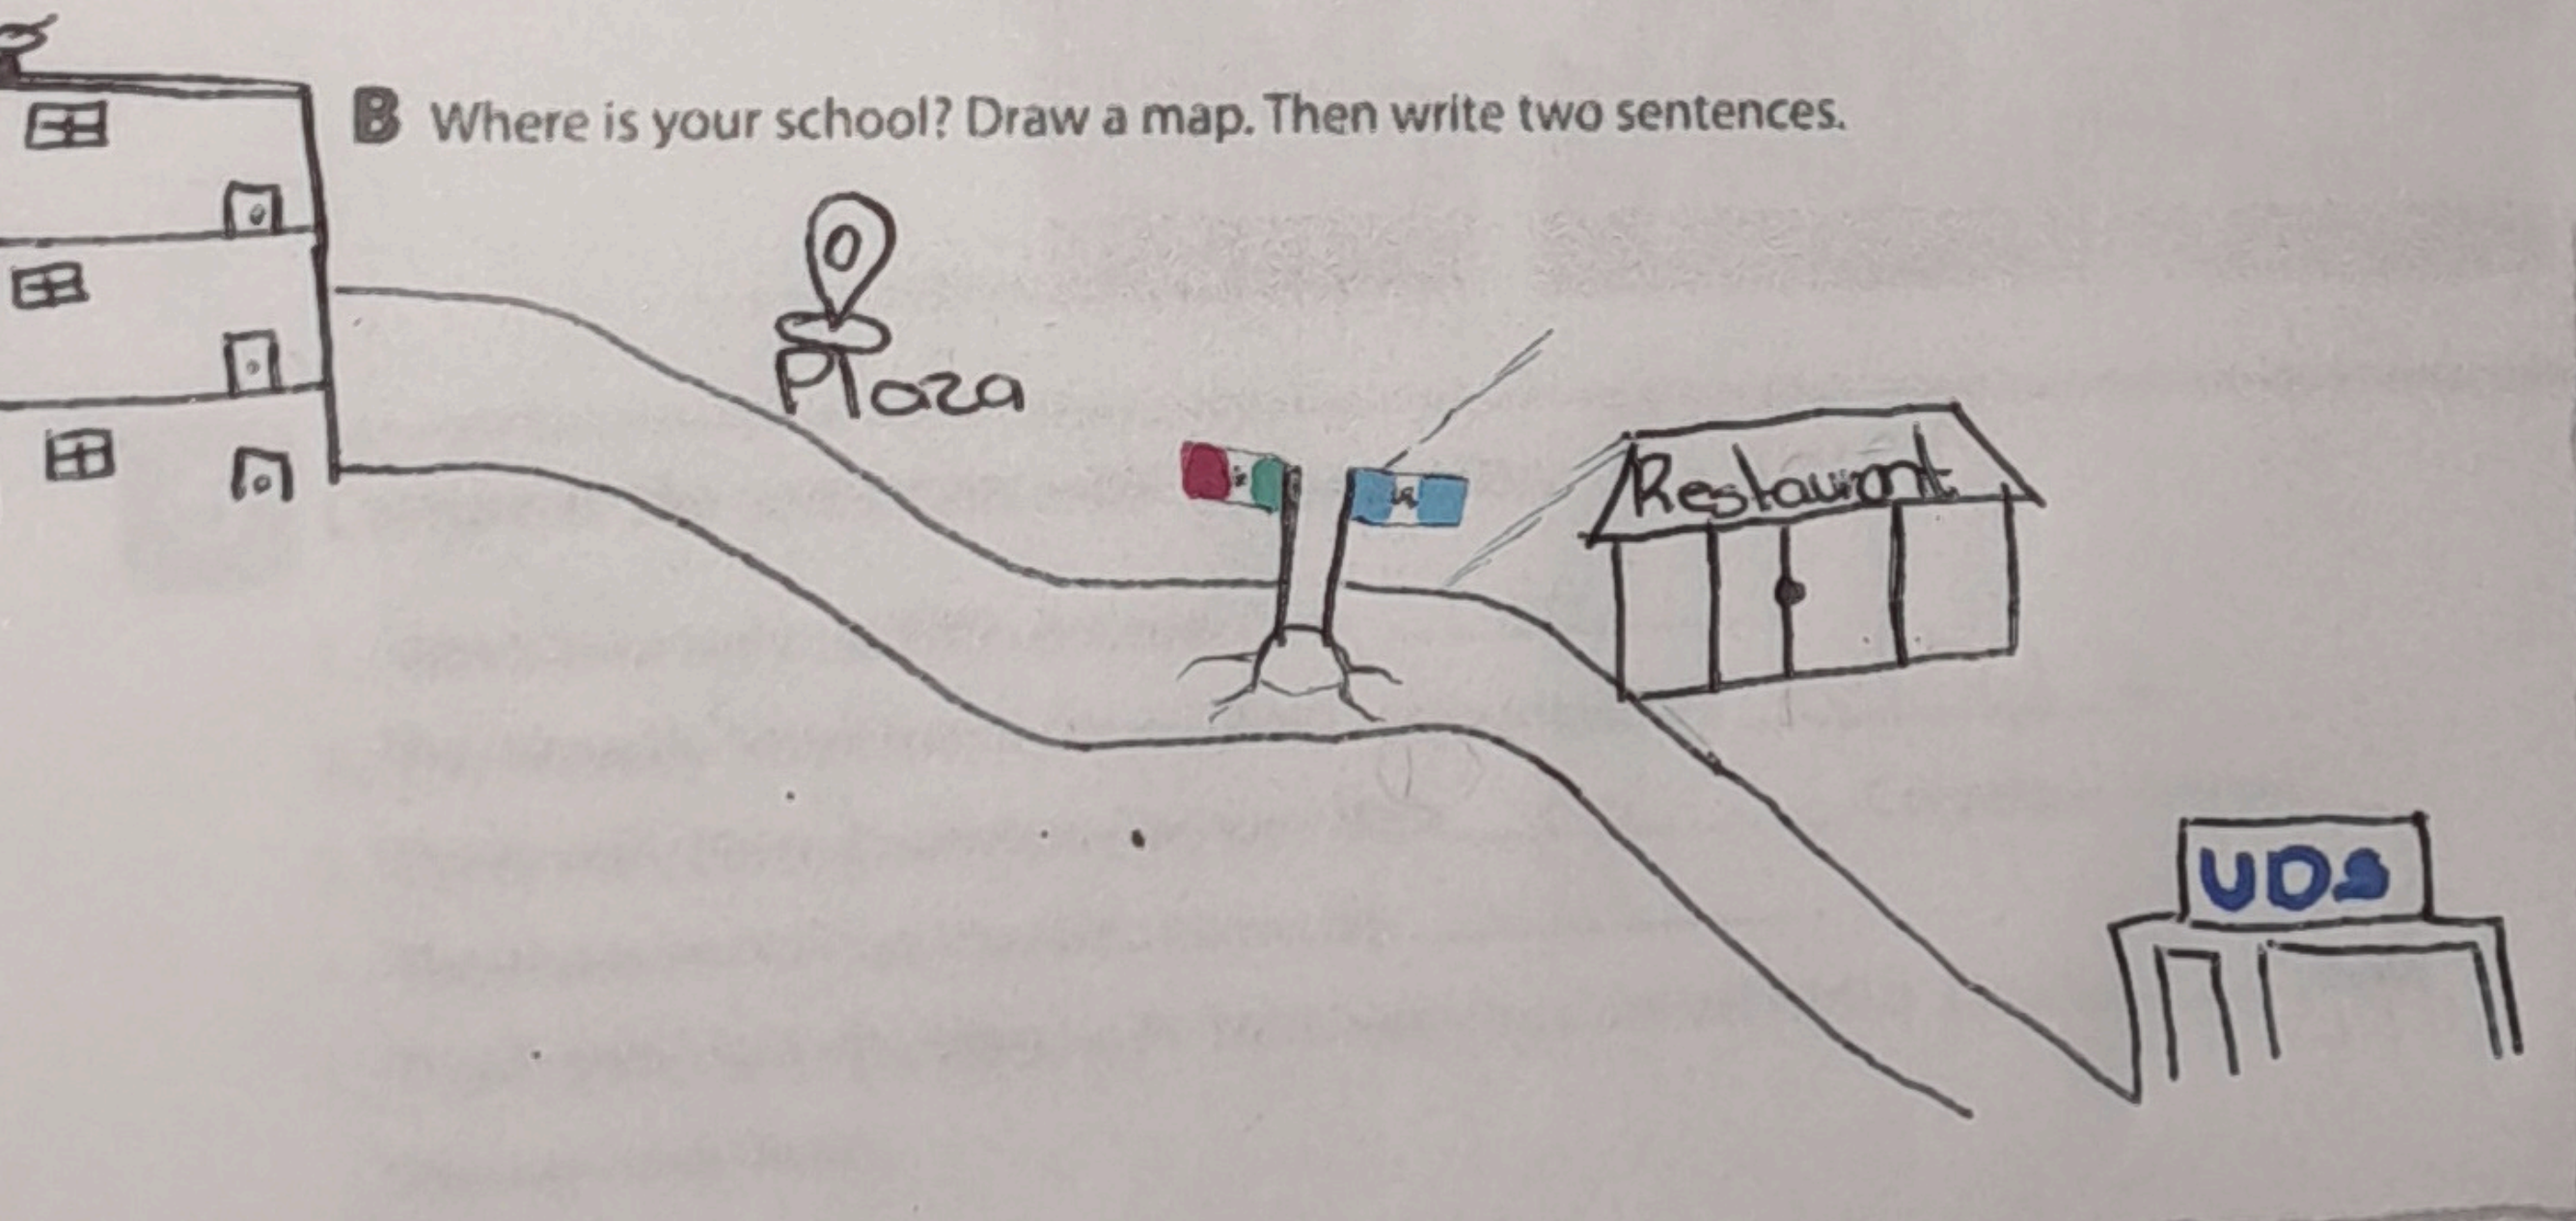 B Where is your school? Draw a map. Then write two sentences.
Plaza
Restaurant
UDS